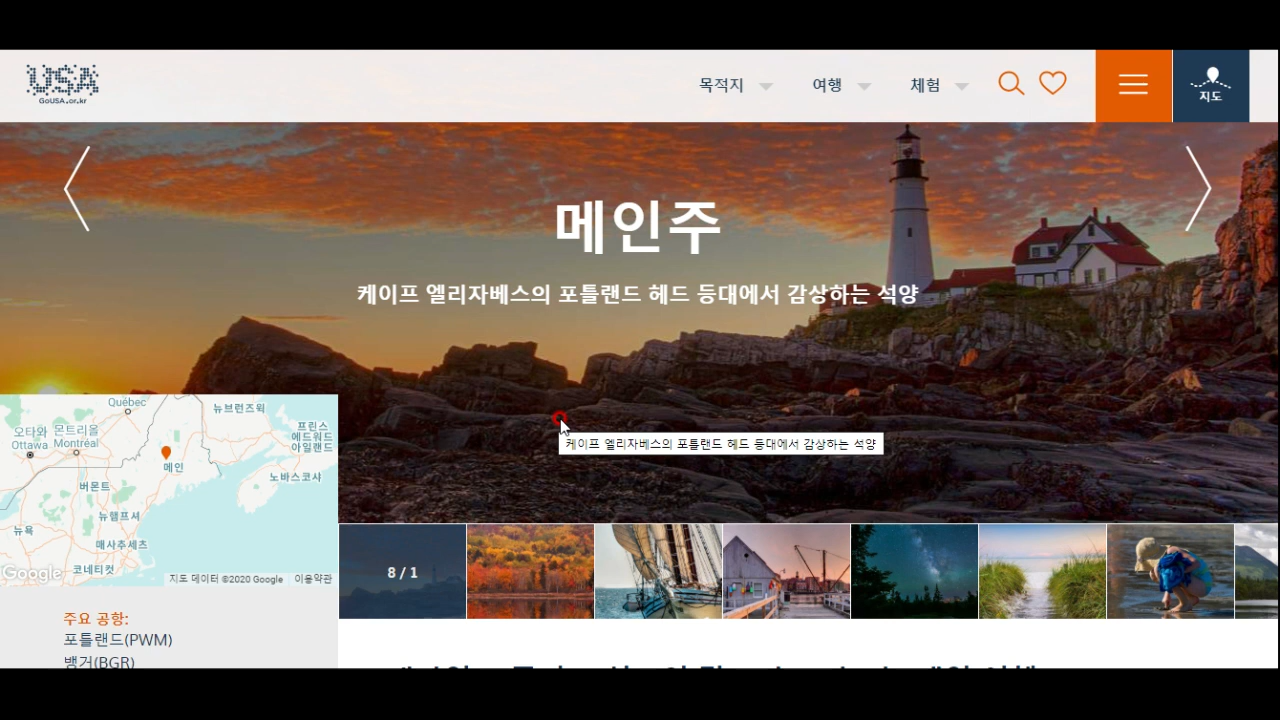 USA
GoUSA.or.kr
목적지
여행
체험
지도
메인주
케이프 엘리자베스의 포틀랜드 헤드 등대에서 감상하는 석양
케이프 엘리자베스의 포틀랜드 헤드 등대에서 감상하는 석양
Québec
뉴브런즈윅
오타와
Ottawa
몬트리올
Montréal
프린스
에드워드
아일랜드
메인
노바스코샤
버몬트
뉴햄프셔
뉴욕
매사추세츠
코네티컷
Google
지도 데이터 ©2020 Google
이용약관
8 / 1
주요 공항:
포틀랜드(PWM)
뱅거(BGR)